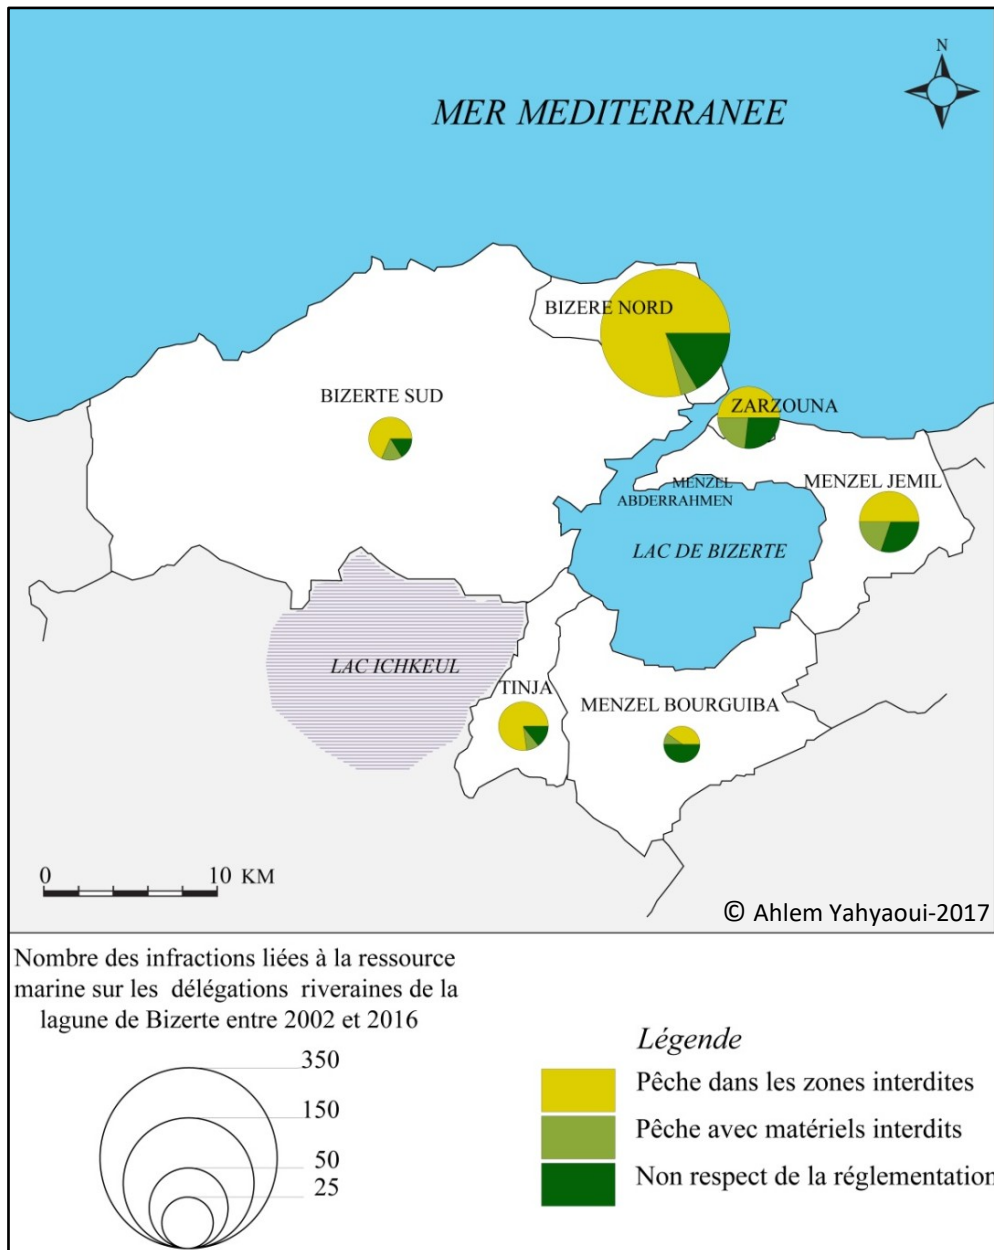 N
MER MEDITERRANEE
BIZERE NORD
BIZERTE SUD
ZARZOUNA
MENZEL JEMIL
MENZEL
ABDERRAHMEN
LAC DE BIZERTE
LAC ICHKEUL
TINJA
MENZEL BOURGUIBA
0 10 KM
© Ahlem Yahyaoui-2017
Nombre des infractions liées à la ressource
marine sur les délégations riveraines de la
lagune de Bizerte entre 2002 et 2016
350
150
50
25
Légende
Pêche dans les zones interdites
Pêche avec matériels interdits
Non respect de la réglementation